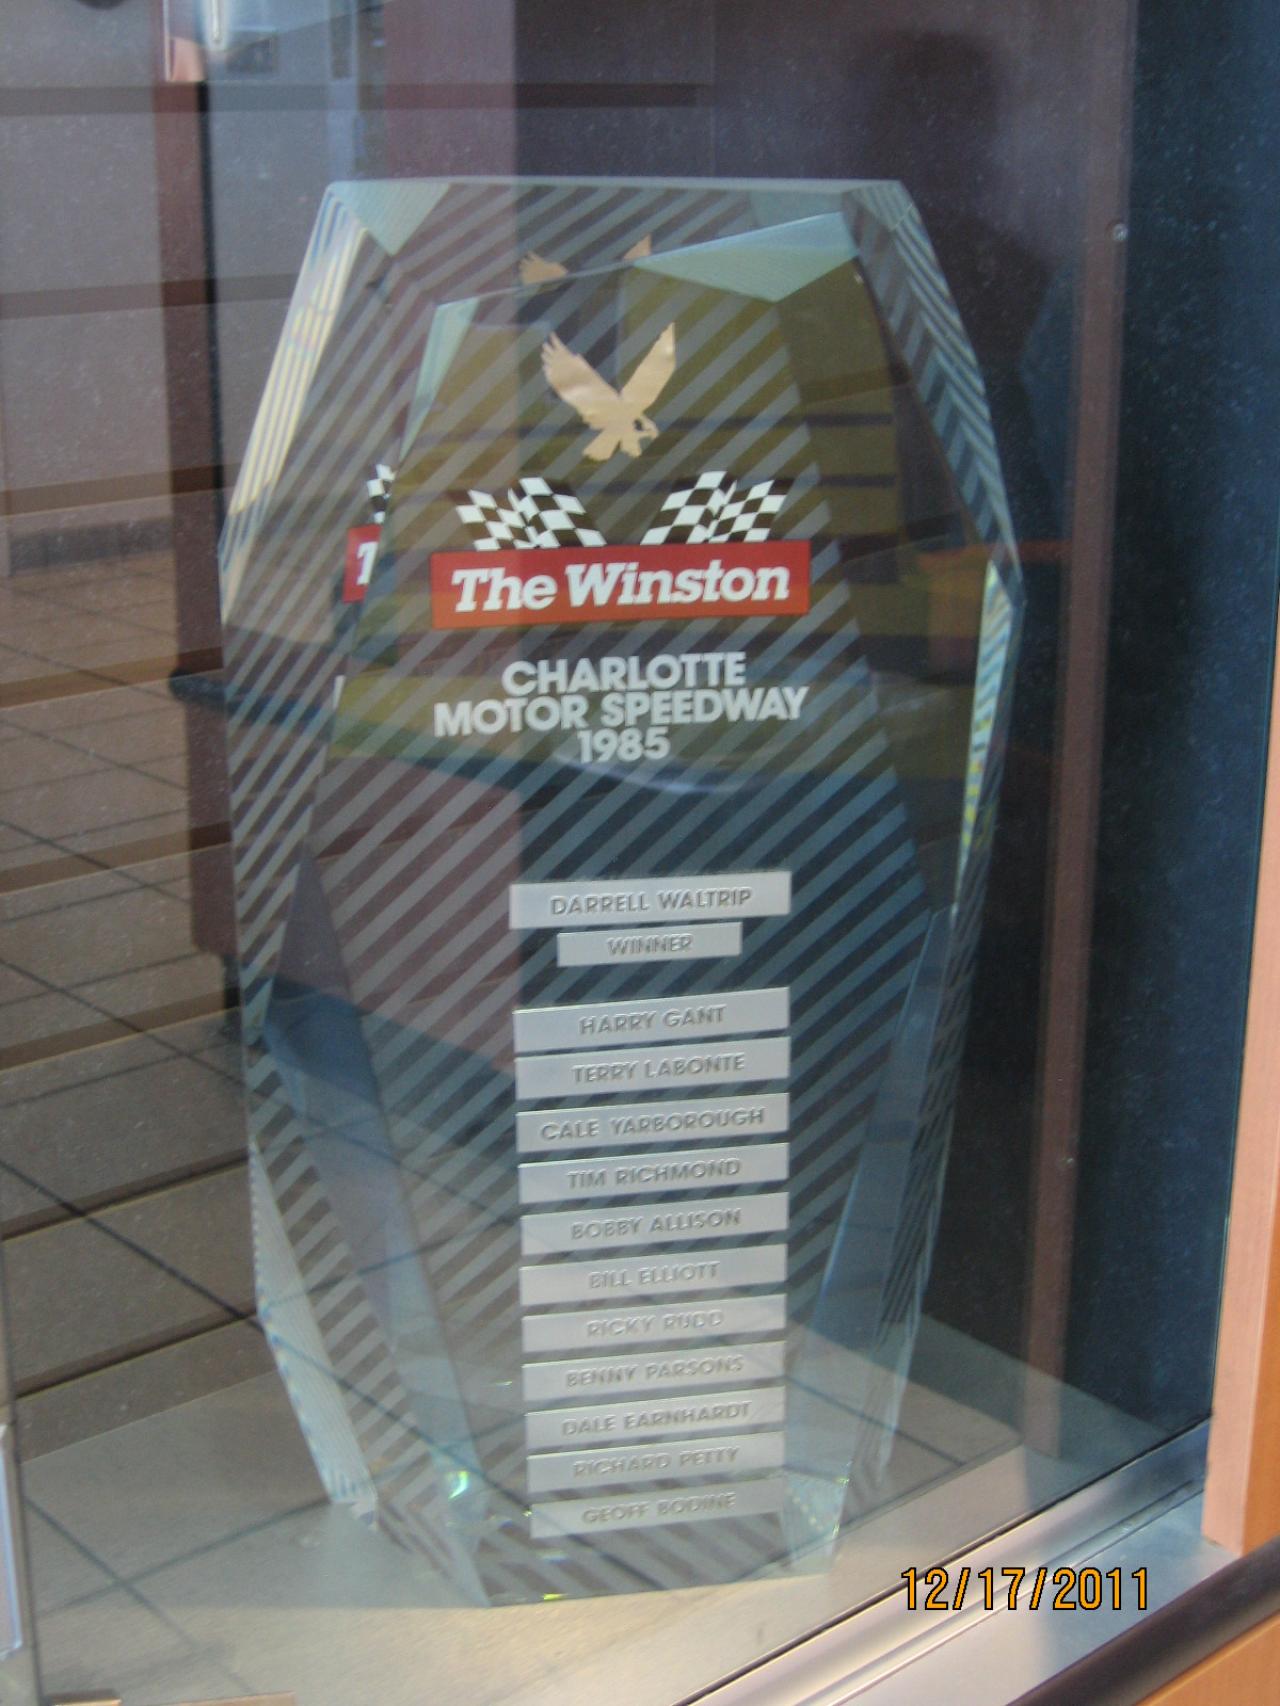 The Winston
CHARLOTTE
MOTOR SPEEDWAY
1985
DARRELL WALTRIP
WINNER
HARRY GANT
TERRY LABONTE
CALE YARBOROUGH
TIM RICHMOND
BOBBY ALLISON
BILL ELLIOTT
RICKY RUDD
BENNY PARSONS
DALE EARNHARDT
RICHARD PETTY
GEOFF BODINE
12/17/2011